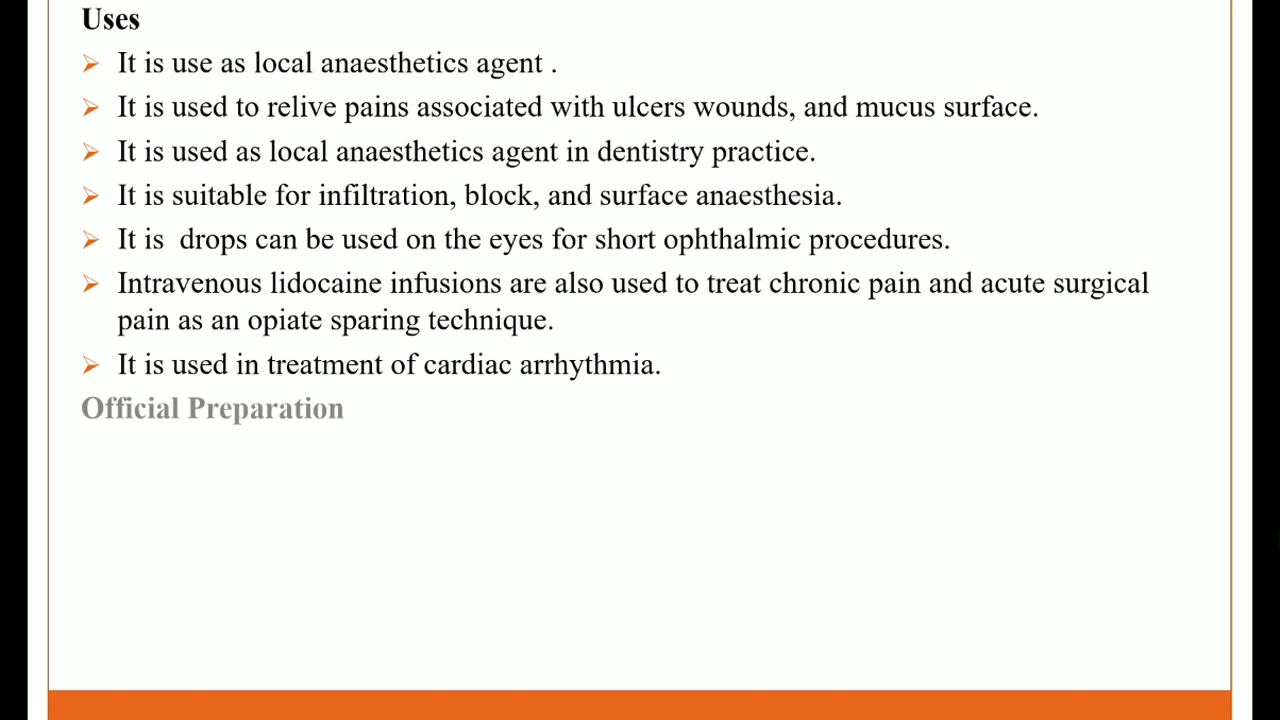 Uses
It is use as local anaesthetics agent .
It is used to relive pains associated with ulcers wounds, and mucus surface.
It is used as local anaesthetics agent in dentistry practice.
It is suitable for infiltration, block, and surface anaesthesia.
It is  drops can be used on the eyes for short ophthalmic procedures.
Intravenous lidocaine infusions are also used to treat chronic pain and acute surgical
pain as an opiate sparing technique.
It is used in treatment of cardiac arrhythmia.
Official Preparation